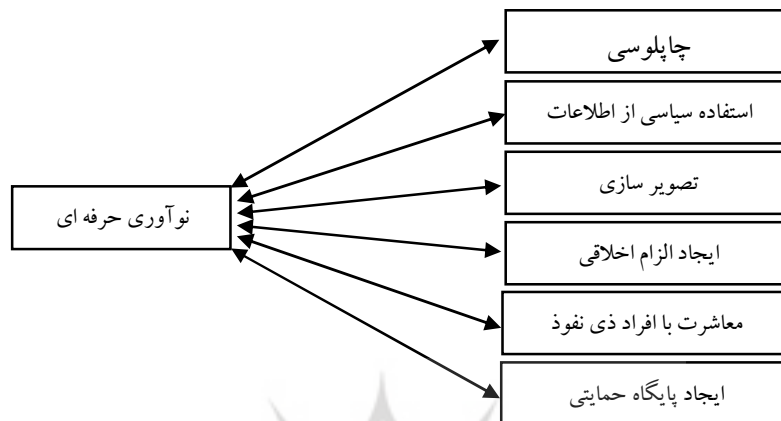 چاپلوسی
استفاده سیاسی از اطلاعات
تصویر سازی
نوآوری حرفه ای
ایجاد الزام اخلاقی
معاشرت با افراد ذی نفوذ
ایجاد پایگاه حمایتی